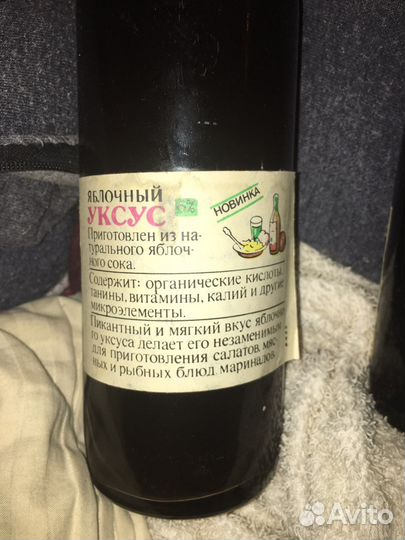 ЯБЛОЧНЫЙ
УКСУС 6%
НОВИНКА
Приготовлен из на-
турального яблоч-
ного сока.
Содержит: органические кислоты,
танины, витамины, калий и другие
микроэлементы.
Пикантный и мягкий вкус яблочно-
го уксуса делает его незаменимым
для приготовления салатов, мяс-
ных и рыбных блюд, маринадов.
Avito